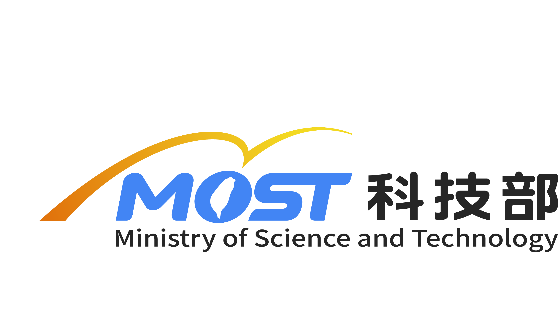 MOST 科技部
Ministry of Science and Technology